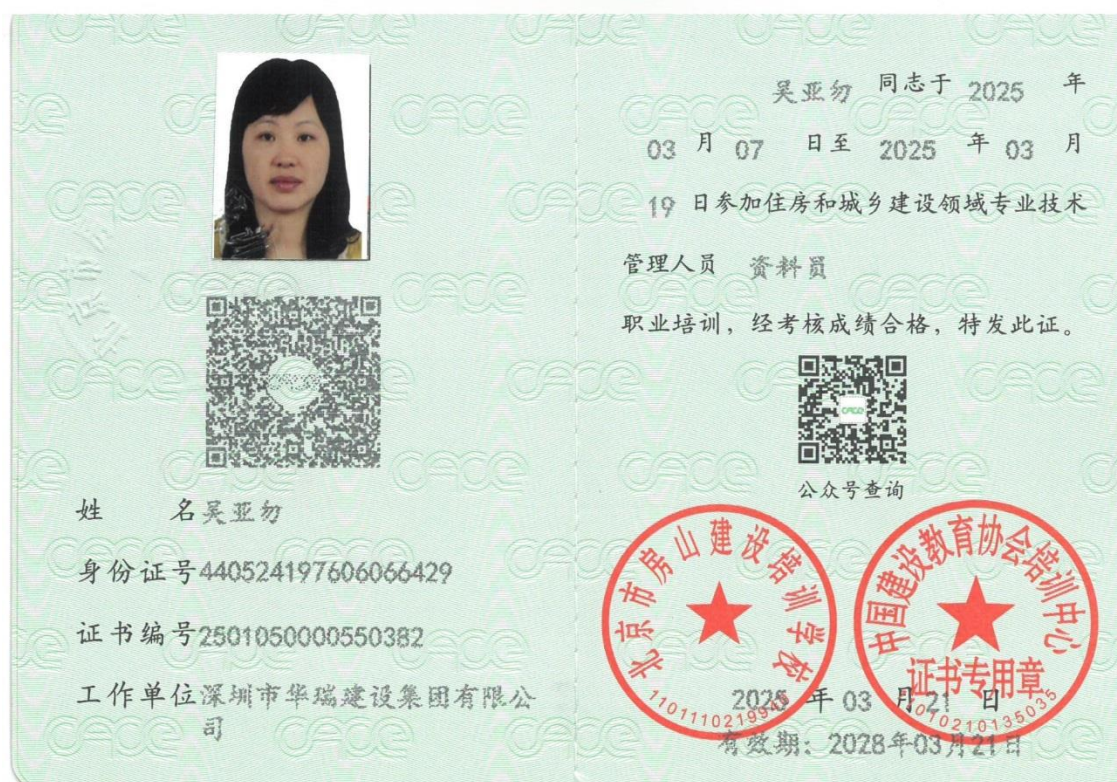 姓 名吴亚勿
身份证号440524197606066429
证书编号2501050000550382
工作单位深圳市华瑞建设集团有限公
司
吴亚勿 同志于 2025 年
03 月 07 日至 2025 年 03 月
19 日参加住房和城乡建设领域专业技术
管理人员 资料员
职业培训，经考核成绩合格，特发此证。
公众号查询
北京市房山建设培训学校
中国建设教育协会培训中心
证书专用章
2025 年 03 月 21 日
有效期：2028年03月21日